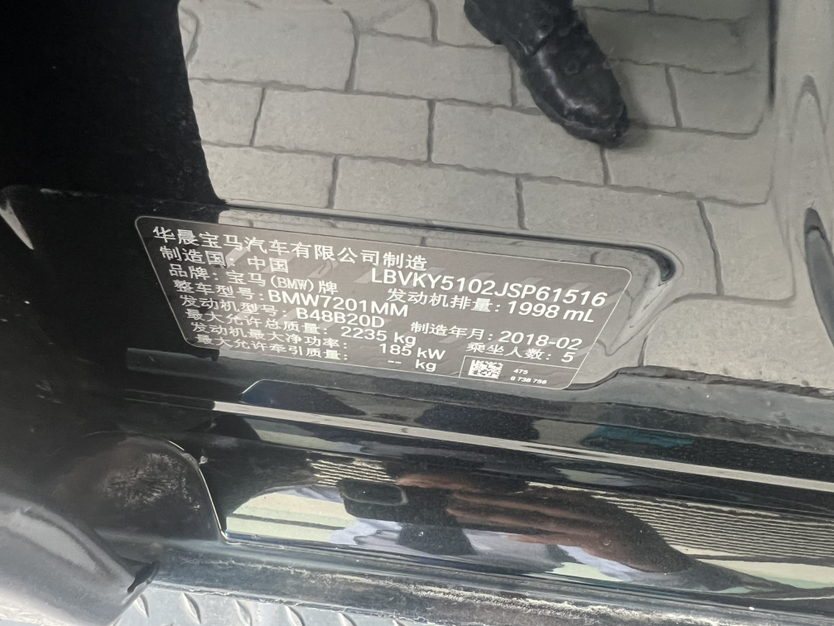 华晨宝马汽车有限公司制造
制造国：中国
LBVKY5102JSP61516
品牌：宝马(BMW)牌
发动机排量：1998 mL
整车型号：BMW7201MM
发动机型号：B48B20D
制造年月：2018-02
最大允许总质量：2235 kg
乘坐人数：5
发动机最大净功率：185 kW
最大允许牵引质量：-- kg
475
8 738 758